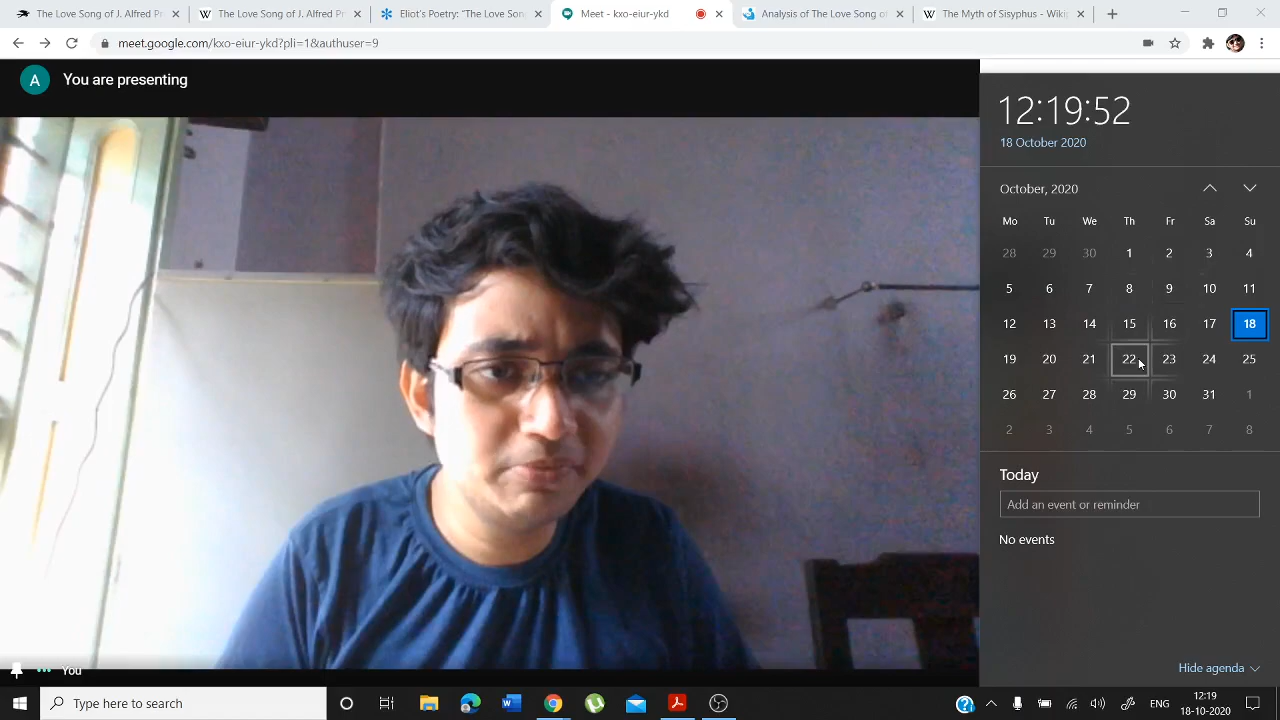 The Love Song of J. Alfred Pr
The Love Song of J. Alfred Pr
Eliot's Poetry: "The Love Son
Meet - kxo-eiur-ykd
Analysis of The Love Song of
The Myth of Sisyphus - Wiki
meet.google.com/kxo-eiur-ykd?pli=1&authuser=9
A You are presenting
You
12:19:52
18 October 2020
October, 2020
Mo Tu We Th Fr Sa Su
28 29 30 1 2 3 4
5 6 7 8 9 10 11
12 13 14 15 16 17 18
19 20 21 22 23 24 25
26 27 28 29 30 31 1
2 3 4 5 6 7 8
Today
Add an event or reminder
No events
Hide agenda
Type here to search
ENG
12:19
18-10-2020